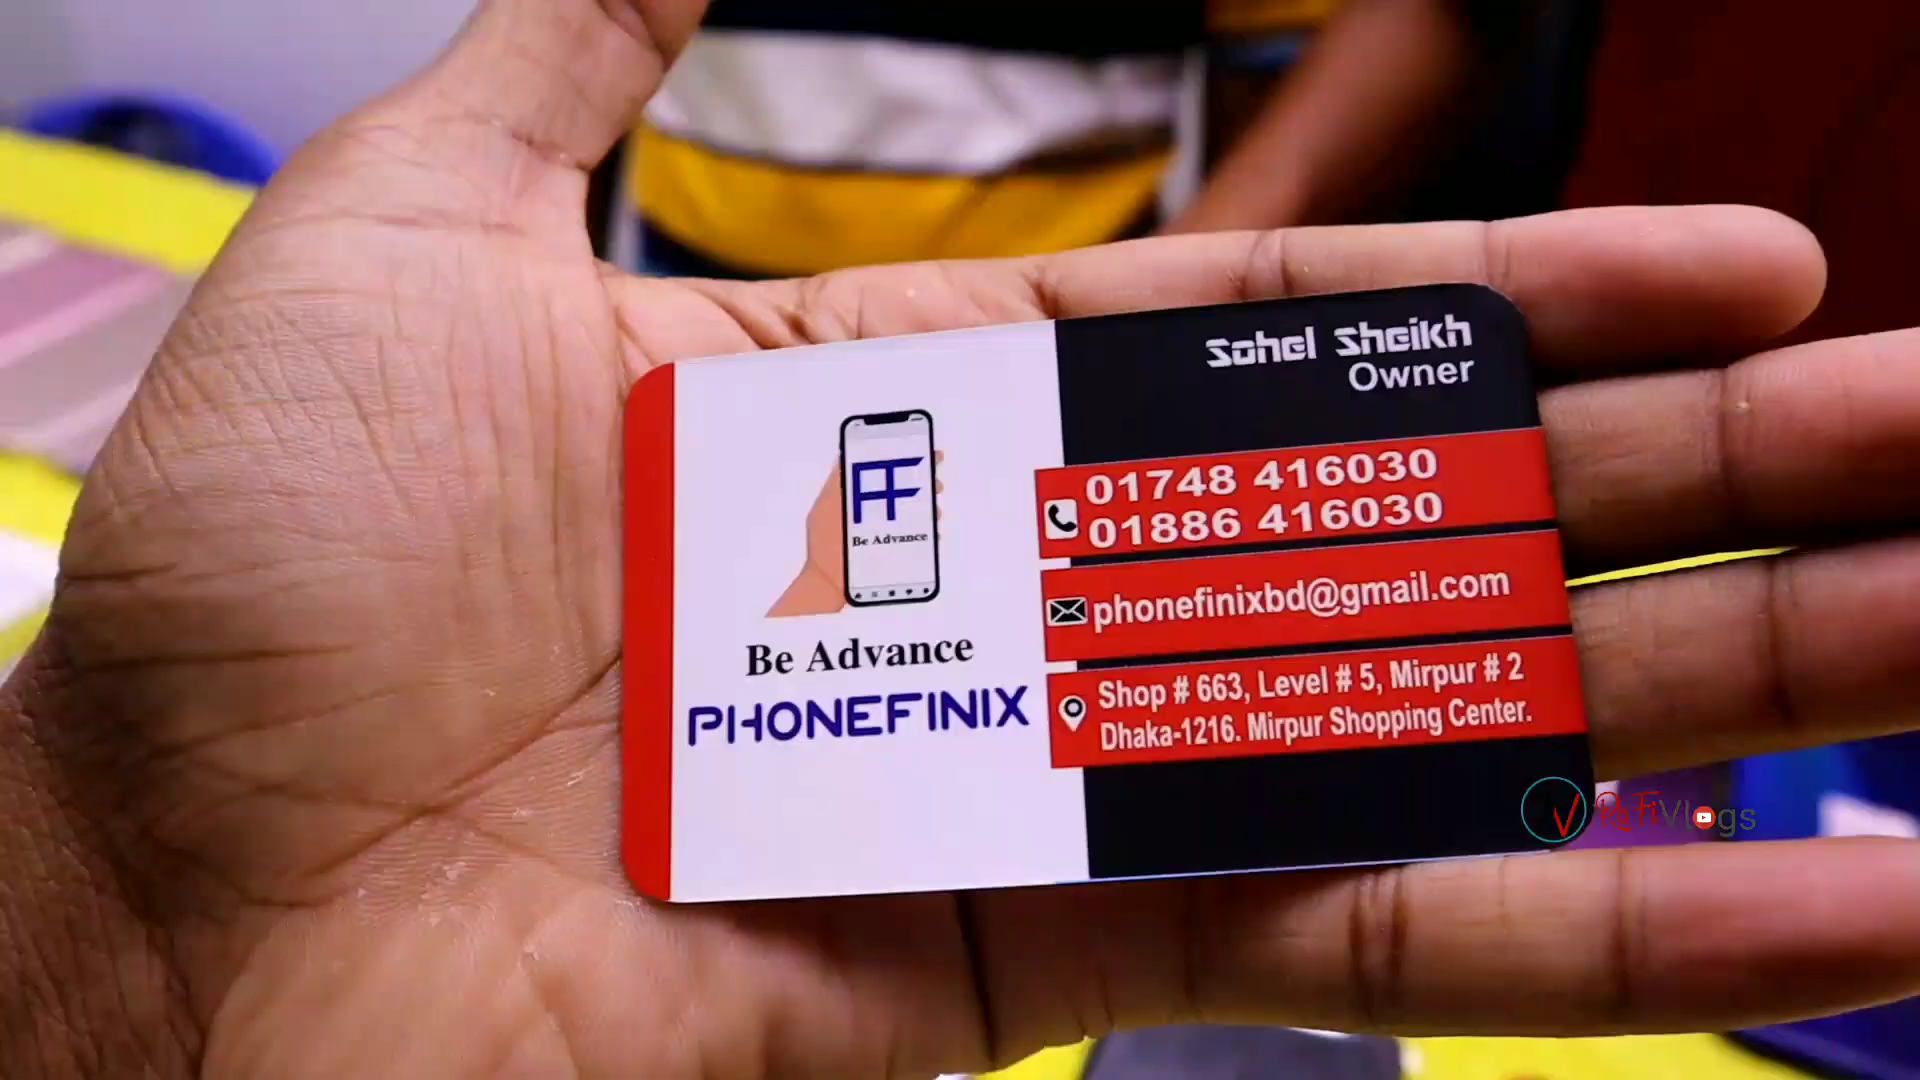 Sohel Sheikh
Owner
01748 416030
01886 416030
phonefinixbd@gmail.com
Shop # 663, Level # 5, Mirpur # 2
Dhaka-1216. Mirpur Shopping Center.
Be Advance
Be Advance
PHONEFINIX
ReFiVlogs